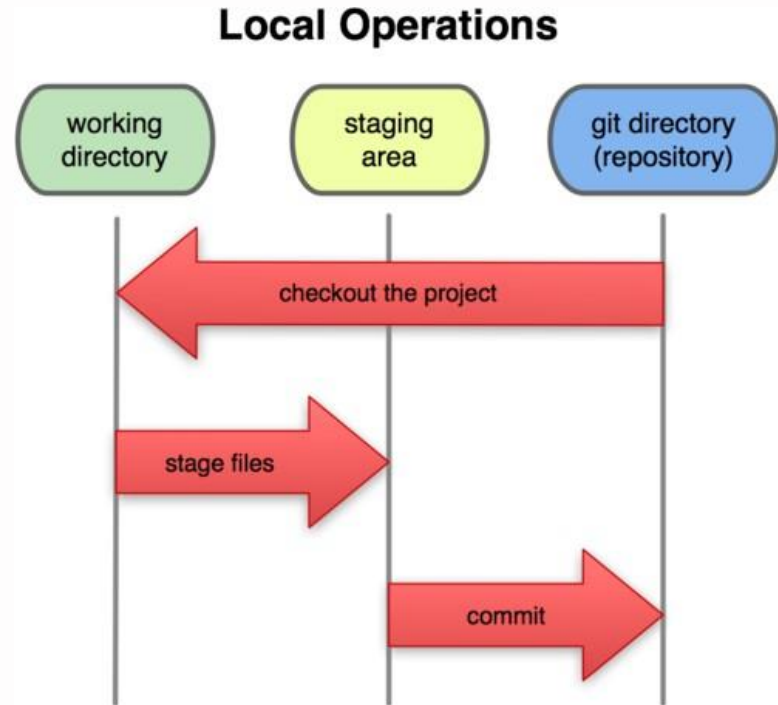 Local Operations
working
directory
staging
area
git directory
(repository)
checkout the project
stage files
commit